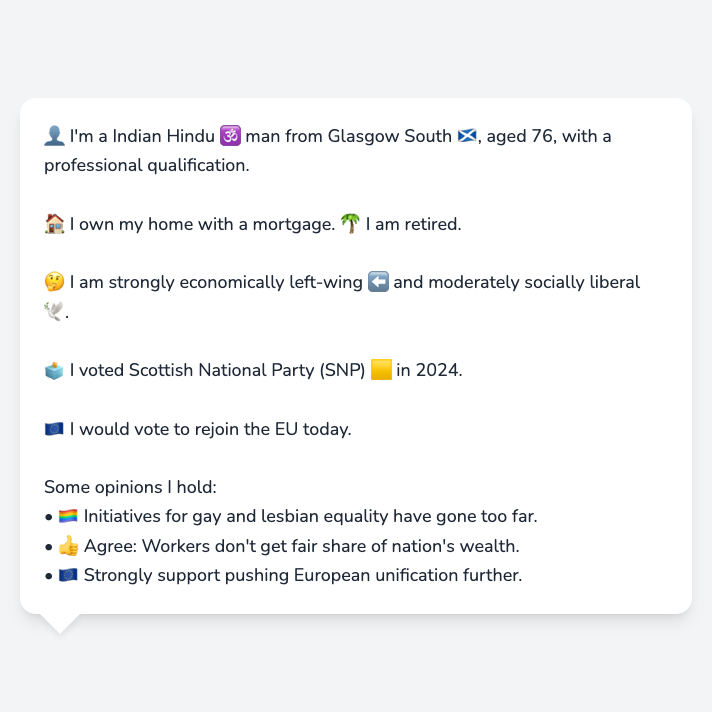 👤 I'm a Indian Hindu 🕉️ man from Glasgow South 🏴󠁧󠁢󠁳󠁣󠁴󠁿, aged 76, with a
professional qualification.
🏠 I own my home with a mortgage. 🌴 I am retired.
🤔 I am strongly economically left-wing ⬅️ and moderately socially liberal
🕊️.
🗳️ I voted Scottish National Party (SNP) 🟨 in 2024.
🇪🇺 I would vote to rejoin the EU today.
Some opinions I hold:
• 🏳️‍🌈 Initiatives for gay and lesbian equality have gone too far.
• 👍 Agree: Workers don't get fair share of nation's wealth.
• 🇪🇺 Strongly support pushing European unification further.